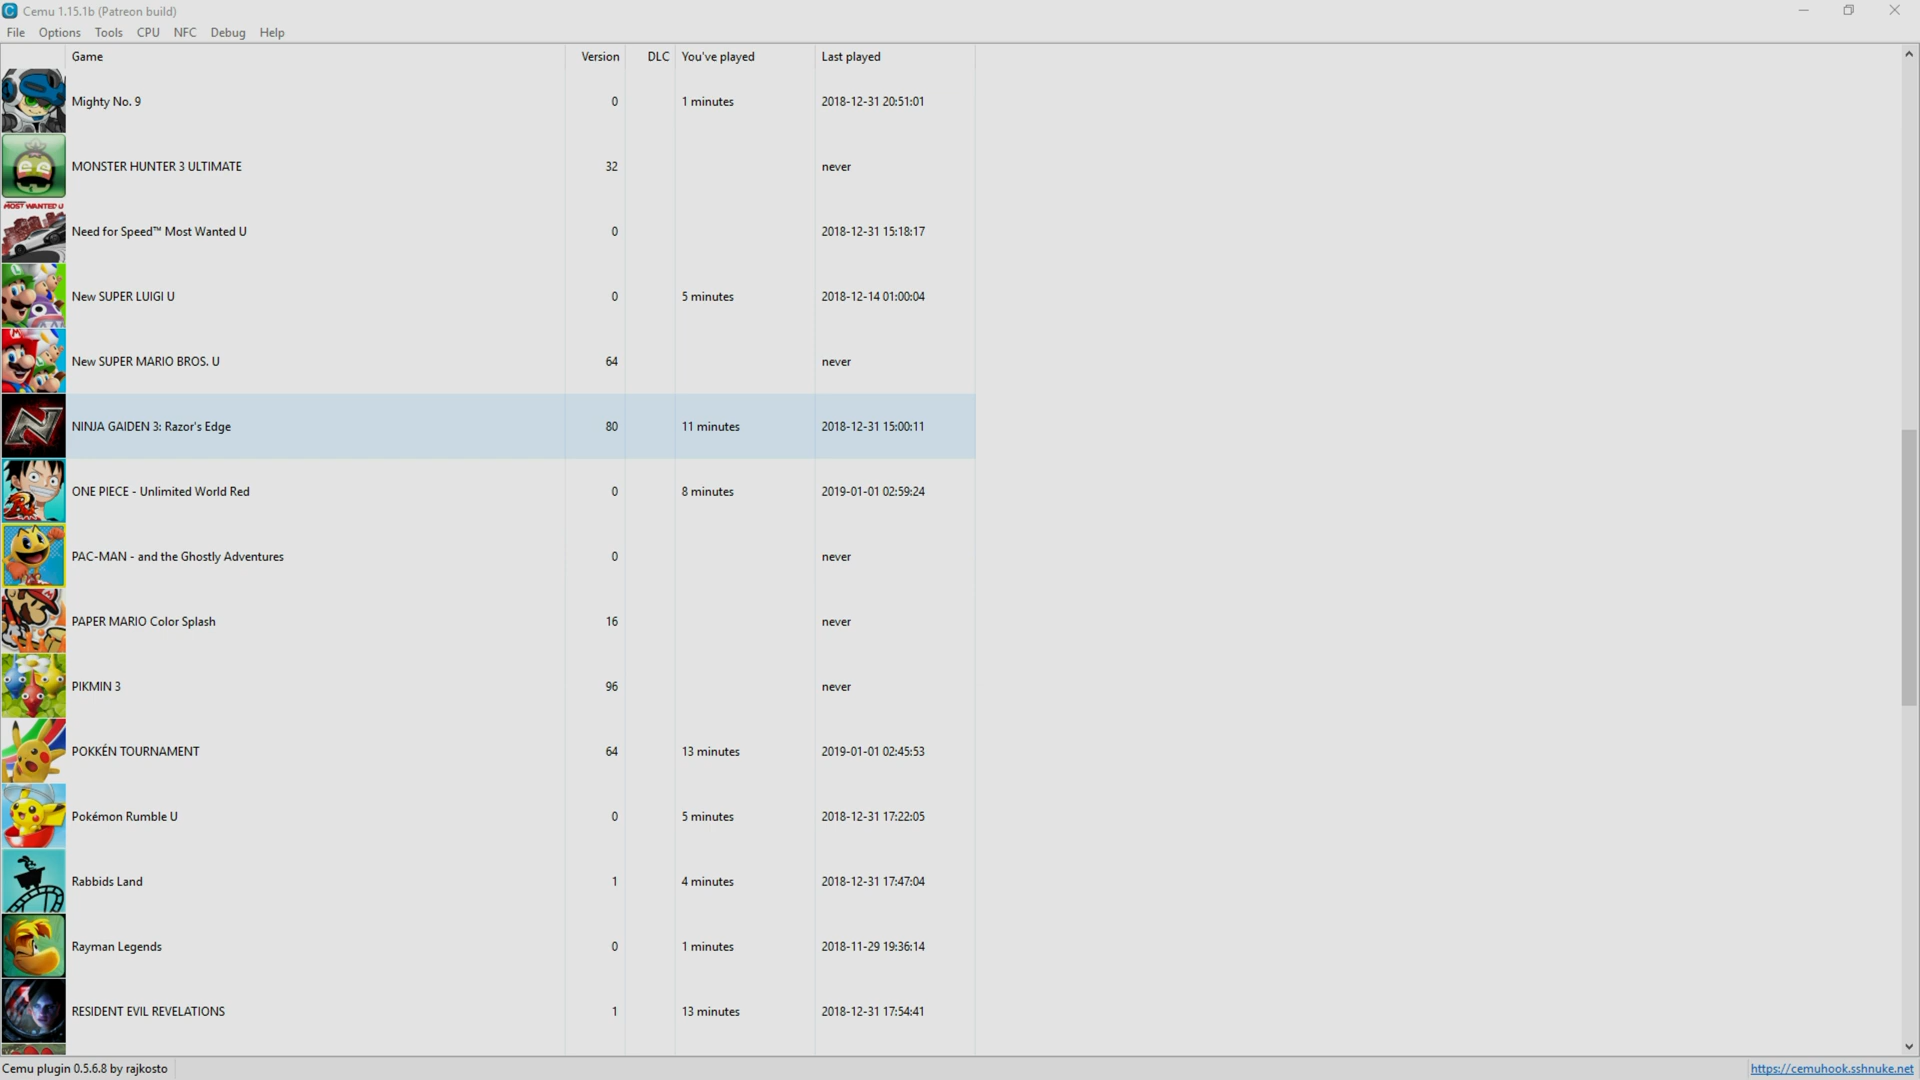 Cemu 1.15.1b (Patreon build)
File Options Tools CPU NFC Debug Help
Game Version DLC You've played Last played
Mighty No. 9 0 1 minutes 2018-12-31 20:51:01
MONSTER HUNTER 3 ULTIMATE 32 never
MOST WANTED U
Need for Speed™ Most Wanted U 0 2018-12-31 15:18:17
New SUPER LUIGI U 0 5 minutes 2018-12-14 01:00:04
New SUPER MARIO BROS. U 64 never
NINJA GAIDEN 3: Razor's Edge 80 11 minutes 2018-12-31 15:00:11
ONE PIECE - Unlimited World Red 0 8 minutes 2019-01-01 02:59:24
PAC-MAN - and the Ghostly Adventures 0 never
PAPER MARIO Color Splash 16 never
PIKMIN 3 96 never
POKKÉN TOURNAMENT 64 13 minutes 2019-01-01 02:45:53
Pokémon Rumble U 0 5 minutes 2018-12-31 17:22:05
Rabbids Land 1 4 minutes 2018-12-31 17:47:04
Rayman Legends 0 1 minutes 2018-11-29 19:36:14
RESIDENT EVIL REVELATIONS 1 13 minutes 2018-12-31 17:54:41
Cemu plugin 0.5.6.8 by rajkosto https://cemuhook.sshnuke.net